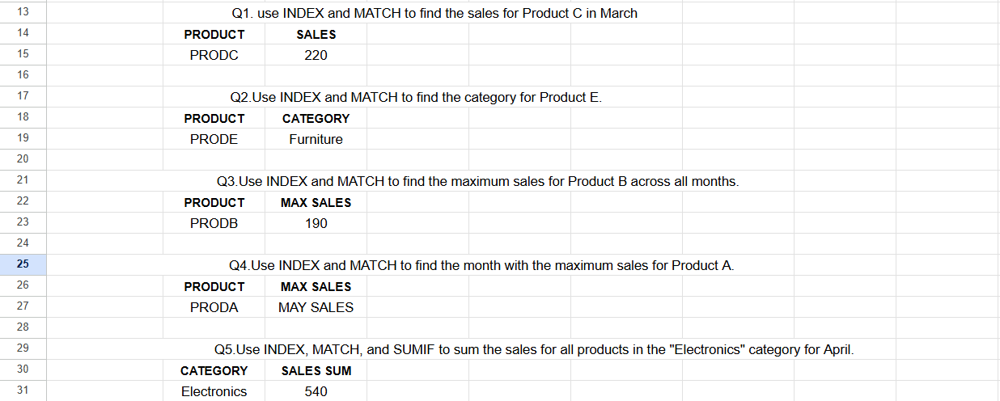 13 Q1. use INDEX and MATCH to find the sales for Product C in March
14 PRODUCT SALES
15 PRODC 220
16
17 Q2.Use INDEX and MATCH to find the category for Product E.
18 PRODUCT CATEGORY
19 PRODE Furniture
20
21 Q3.Use INDEX and MATCH to find the maximum sales for Product B across all months.
22 PRODUCT MAX SALES
23 PRODB 190
24
25 Q4.Use INDEX and MATCH to find the month with the maximum sales for Product A.
26 PRODUCT MAX SALES
27 PRODA MAY SALES
28
29 Q5.Use INDEX, MATCH, and SUMIF to sum the sales for all products in the "Electronics" category for April.
30 CATEGORY SALES SUM
31 Electronics 540